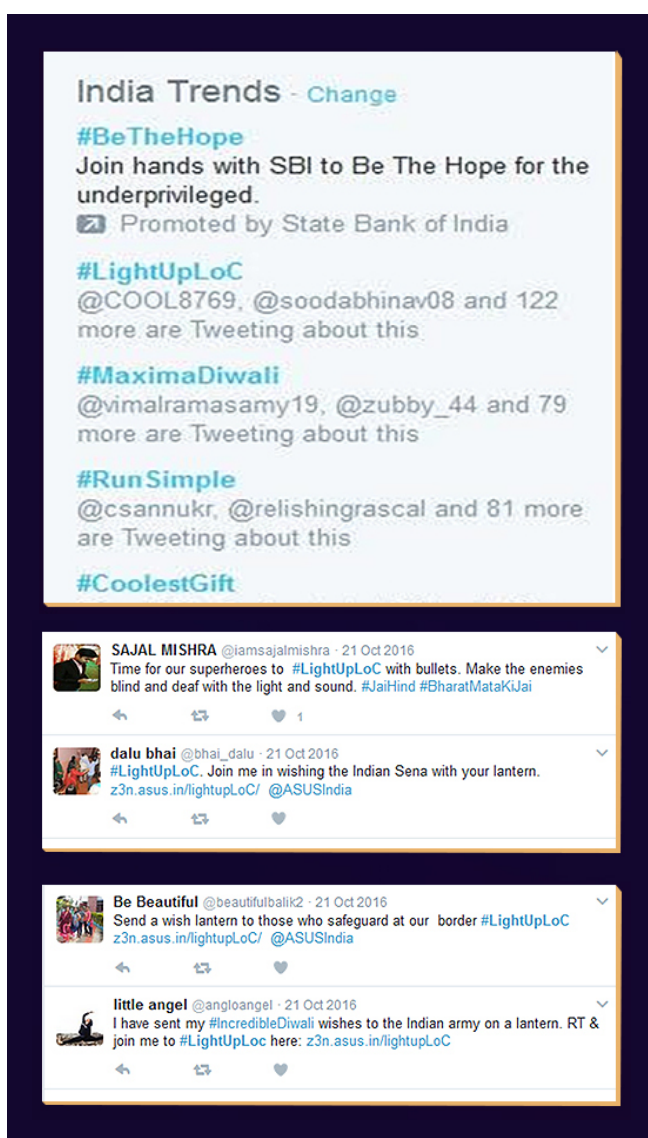 India Trends - Change
#BeTheHope
Join hands with SBI to Be The Hope for the
underprivileged.
Promoted by State Bank of India
#LightUpLoC
@COOL8769, @soodabhinav08 and 122
more are Tweeting about this
#MaximaDiwali
@vimalramasamy19, @zubby_44 and 79
more are Tweeting about this
#RunSimple
@csannukr, @relishingrascal and 81 more
are Tweeting about this
#CoolestGift
SAJAL MISHRA @iamsajalmishra · 21 Oct 2016
Time for our superheroes to #LightUpLoC with bullets. Make the enemies
blind and deaf with the light and sound. #JaiHind #BharatMataKiJai
1
dalu bhai @bhai_dalu · 21 Oct 2016
#LightUpLoC. Join me in wishing the Indian Sena with your lantern.
z3n.asus.in/lightupLoC/ @ASUSIndia
Be Beautiful @beautifulbalik2 · 21 Oct 2016
Send a wish lantern to those who safeguard at our border #LightUpLoC
z3n.asus.in/lightupLoC/ @ASUSIndia
little angel @angloangel · 21 Oct 2016
I have sent my #IncredibleDiwali wishes to the Indian army on a lantern. RT &
join me to #LightUpLoc here: z3n.asus.in/lightupLoC